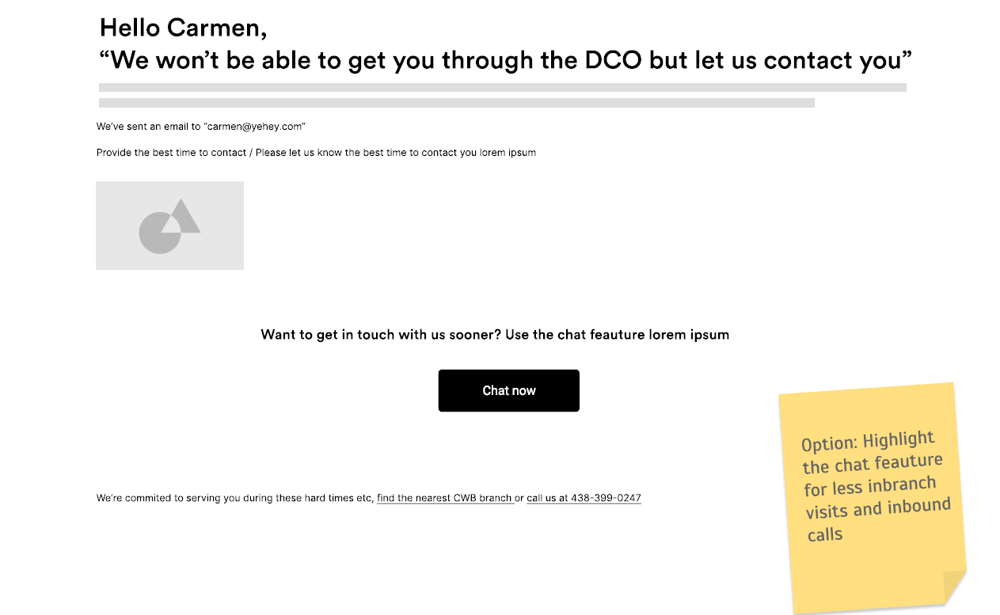 Hello Carmen,
“We won’t be able to get you through the DCO but let us contact you”
We’ve sent an email to “carmen@yehey.com”
Provide the best time to contact / Please let us know the best time to contact you lorem ipsum
Want to get in touch with us sooner? Use the chat feauture lorem ipsum
Chat now
Option: Highlight
the chat feauture
for less inbranch
visits and inbound
calls
We’re commited to serving you during these hard times etc, find the nearest CWB branch or call us at 438-399-0247